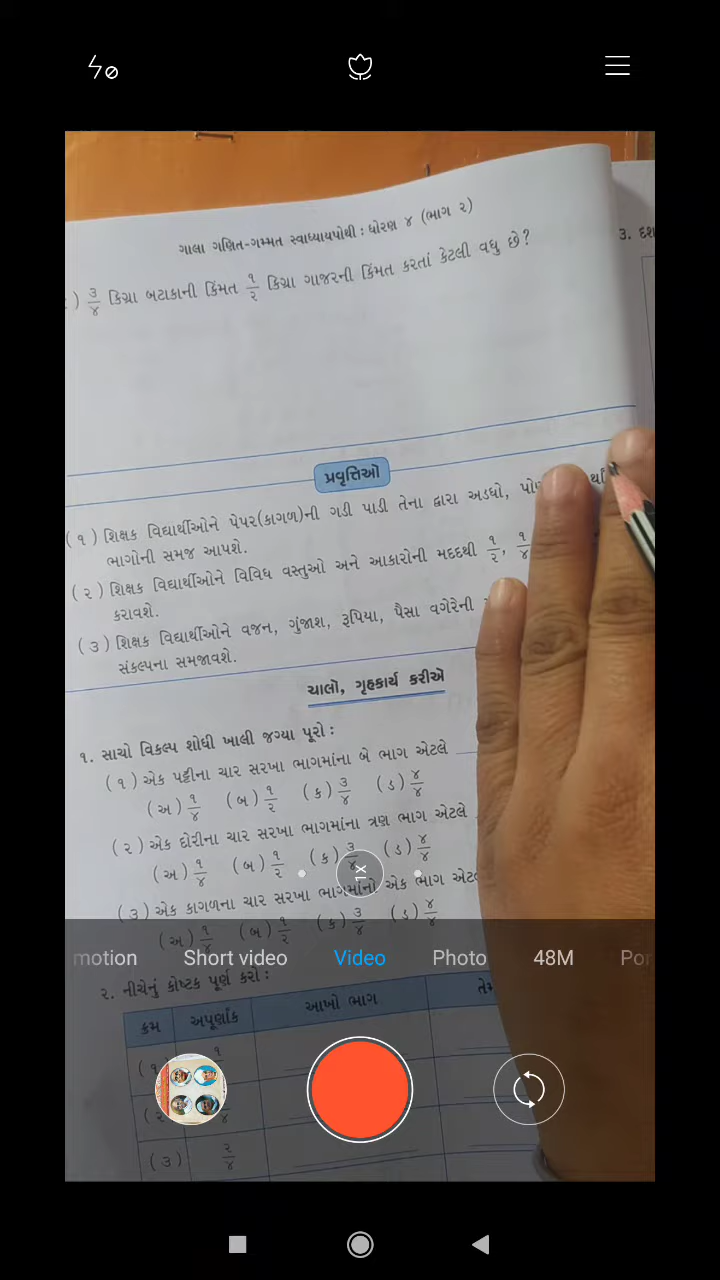 ગાલા ગણિત-ગમ્મત સ્વાધ્યાયપોથી : ધોરણ ૪ (ભાગ ૨)
) ૩/૪ કિગ્રા બટાકાની કિંમત ૧/૨ કિગ્રા ગાજરની કિંમત કરતાં કેટલી વધુ છે?
૩. દશ
પ્રવૃત્તિઓ
(૧) શિક્ષક વિદ્યાર્થીઓને પેપર(કાગળ)ની ગડી પાડી તેના દ્વારા અડધો,
ભાગોની સમજ આપશે.
(૨) શિક્ષક વિદ્યાર્થીઓને વિવિધ વસ્તુઓ અને આકારોની મદદથી ૧/૨, ૧/૪
કરાવશે.
(૩) શિક્ષક વિદ્યાર્થીઓને વજન, ગુંજાશ, રૂપિયા, પૈસા વગેરેની
સંકલ્પના સમજાવશે.
ચાલો, ગૃહકાર્ય કરીએ
૧. સાચો વિકલ્પ શોધી ખાલી જગ્યા પૂરો :
(૧) એક પટ્ટીના ચાર સરખા ભાગમાંના બે ભાગ એટલે
(અ) ૧/૪ (બ) ૧/૨ (ક) ૩/૪ (ડ) ૪/૪
(૨) એક દોરીના ચાર સરખા ભાગમાંના ત્રણ ભાગ એટલે
(અ) ૧/૪ (બ) ૧/૨ (ક) ૩/૪ (ડ) ૪/૪
1X
(૩) એક કાગળના ચાર સરખા ભાગમાંનો એક ભાગ
(અ) ૧/૪ (બ) ૧/૨ (ક) ૩/૪ (ડ) ૪/૪
motion Short video Video Photo 48M Por
૨. નીચેનું કોષ્ટક પૂર્ણ કરો :
ક્રમ અપૂર્ણાંક આખો ભાગ
(૩) ૨/૪